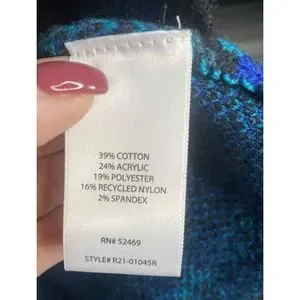 39% COTTON
24% ACRYLIC
19% POLYESTER
16% RECYCLED NYLON
2% SPANDEX
RN# 52469
STYLE# R21-01045R